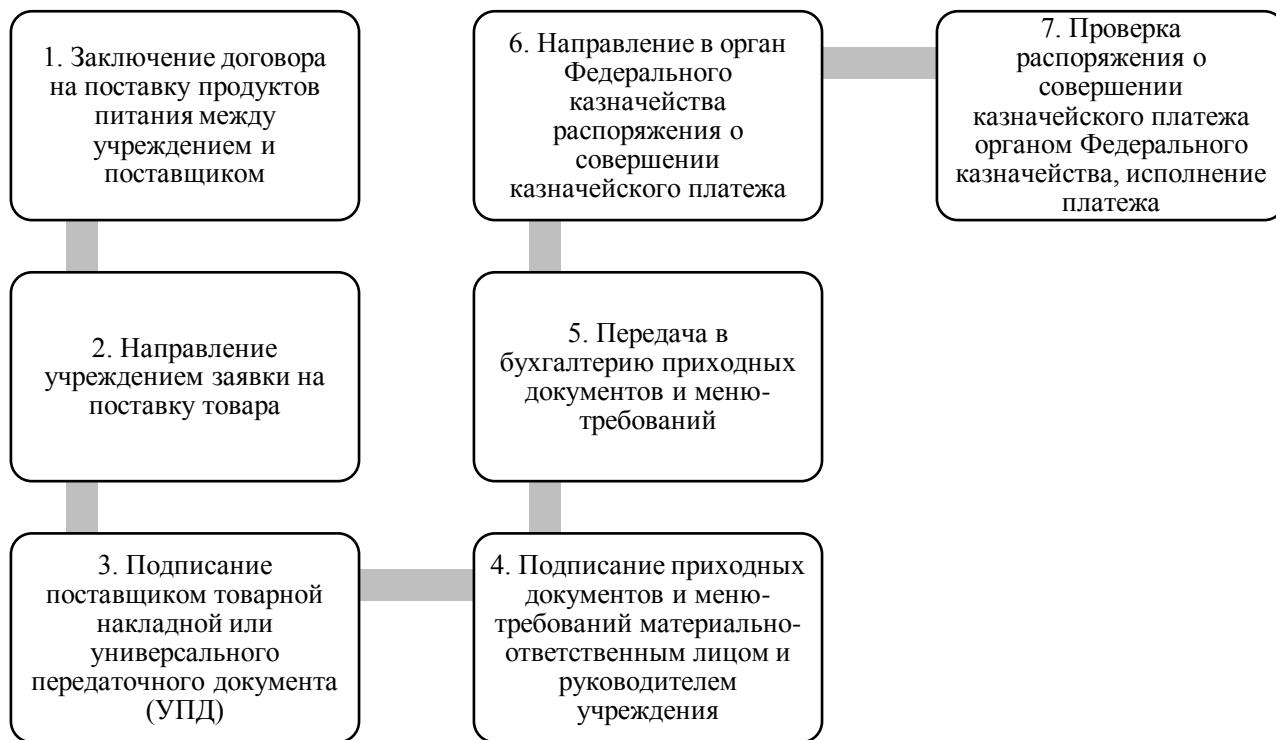 1. Заключение договора
на поставку продуктов
питания между
учреждением и
поставщиком
2. Направление
учреждением заявки на
поставку товара
3. Подписание
поставщиком товарной
накладной или
универсального
передаточного документа
(УПД)
4. Подписание приходных
документов и меню-
требований материально-
ответственным лицом и
руководителем
учреждения
5. Передача в
бухгалтерию приходных
документов и меню-
требований
6. Направление в орган
Федерального
казначейства
распоряжения о
совершении
казначейского платежа
7. Проверка
распоряжения о
совершении
казначейского платежа
органом Федерального
казначейства, исполнение
платежа